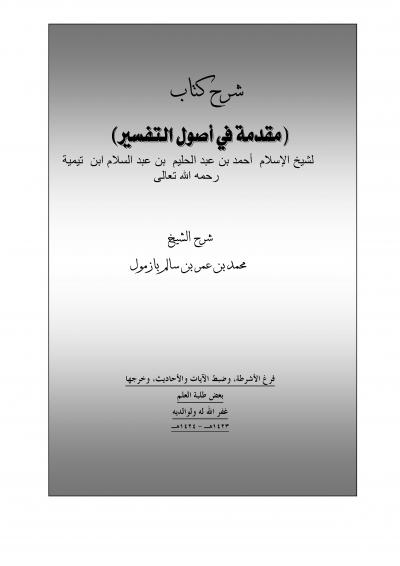 شرح كتاب
(مقدمة في أصول التفسير)
لشيخ الإسلام أحمد بن عبد الحليم بن عبد السلام ابن تيمية
رحمه الله تعالى
شرح الشيخ
محمد بن عمر بن سالم بازمول
فرغ الأشرطة، وضبط الآيات والأحاديث، وخرجها
بعض طلبة العلم
غفر الله له ولوالديه
١٤٢٣هـ – ١٤٢٤هـ